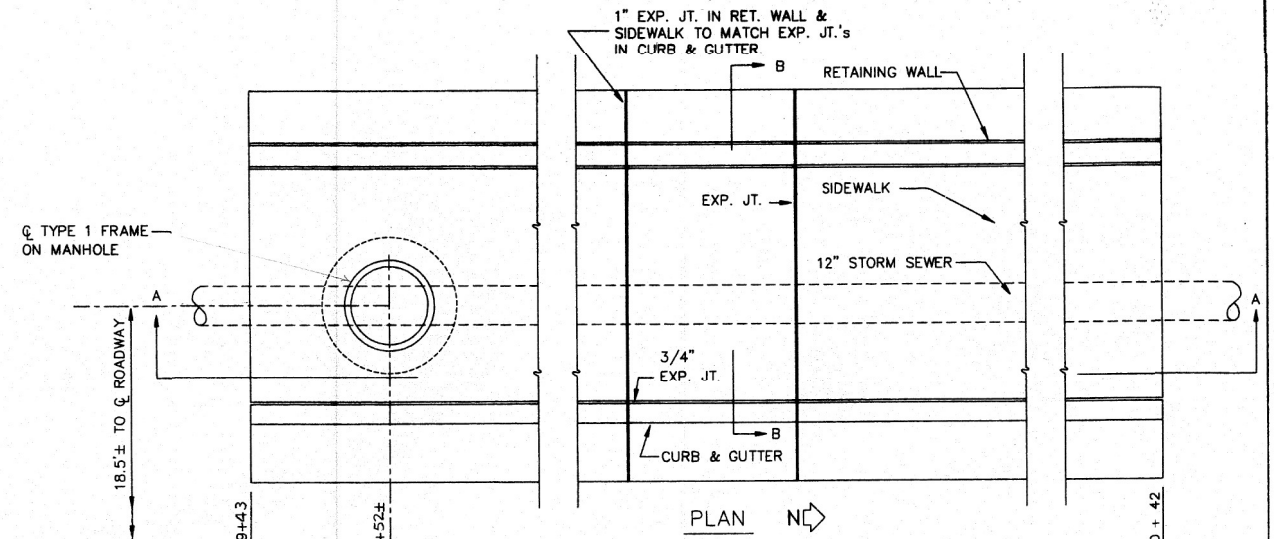 1" EXP. JT. IN RET. WALL &
SIDEWALK TO MATCH EXP. JT.'s
IN CURB & GUTTER
B
RETAINING WALL
EXP. JT.
SIDEWALK
℄ TYPE 1 FRAME
ON MANHOLE
12" STORM SEWER
A
A
18.5'± TO ℄ ROADWAY
3/4"
EXP. JT.
B
CURB & GUTTER
9+43
+52±
PLAN N
0 + 42